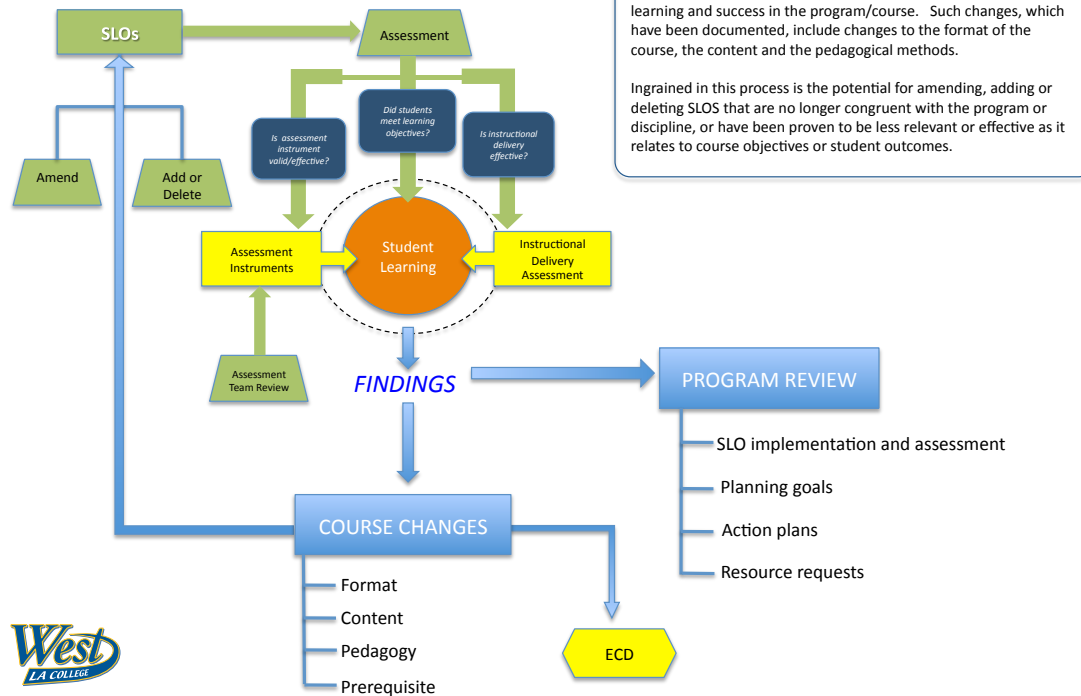 learning and success in the program/course. Such changes, which
have been documented, include changes to the format of the
course, the content and the pedagogical methods.
Ingrained in this process is the potential for amending, adding or
deleting SLOS that are no longer congruent with the program or
discipline, or have been proven to be less relevant or effective as it
relates to course objectives or student outcomes.
SLOs
Assessment
Is assessment
instrument
valid/effective?
Did students
meet learning
objectives?
Is instructional
delivery
effective?
Amend
Add or
Delete
Assessment
Instruments
Student
Learning
Instructional
Delivery
Assessment
Assessment
Team Review
FINDINGS
PROGRAM REVIEW
SLO implementation and assessment
Planning goals
Action plans
Resource requests
COURSE CHANGES
Format
Content
Pedagogy
Prerequisite
ECD
West
LA COLLEGE